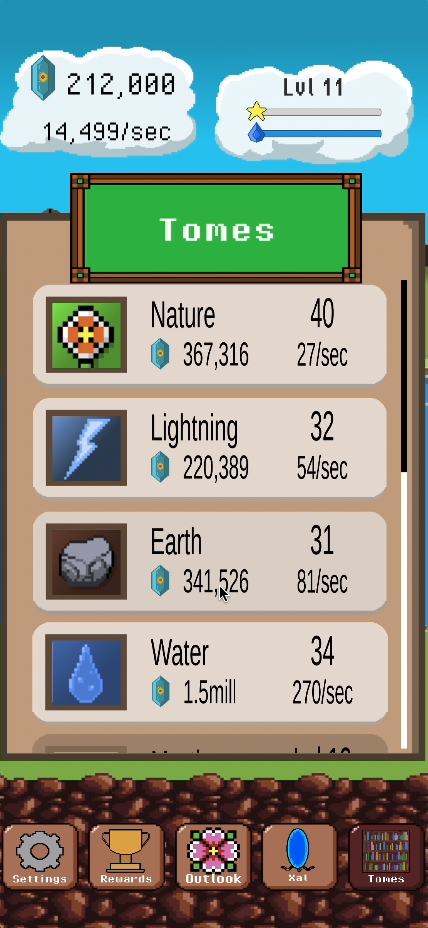 212,000
14,499/sec
Lvl 11
Tomes
Nature 40
367,316 27/sec
Lightning 32
220,389 54/sec
Earth 31
341,526 81/sec
Water 34
1.5mill 270/sec
Settings Rewards Outlook Xal Tomes